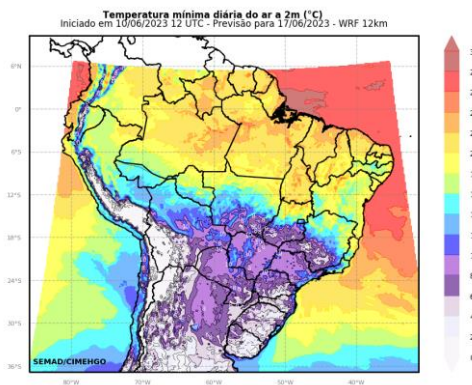 Temperatura mínima diária do ar a 2m (°C)
Iniciado em 10/06/2023 12 UTC - Previsão para 17/06/2023 - WRF 12km
6°N
0°
6°S
12°S
18°S
24°S
30°S
36°S
SEMAD/CIMEHGO
80°W
70°W
60°W
50°W
40°W